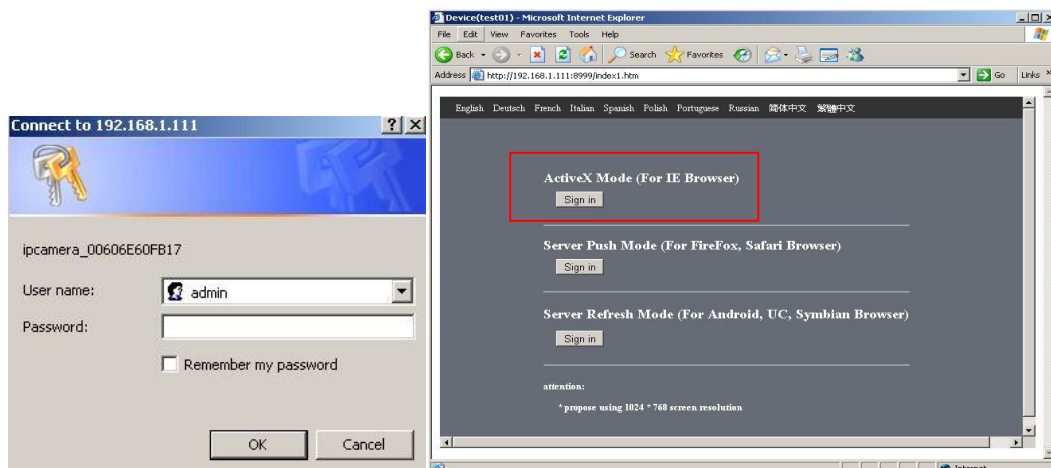 Connect to 192.168.1.111
ipcamera_00606E60FB17
User name:
admin
Password:
Remember my password
OK
Cancel
Device(test01) - Microsoft Internet Explorer
File Edit View Favorites Tools Help
Back Search Favorites
Address http://192.168.1.111:8999/index1.htm Go Links
English Deutsch French Italian Spanish Polish Portuguese Russian 简体中文 繁體中文
ActiveX Mode (For IE Browser)
Sign in
Server Push Mode (For FireFox, Safari Browser)
Sign in
Server Refresh Mode (For Android, UC, Symbian Browser)
Sign in
attention:
*propose using 1024 * 768 screen resolution
Internet